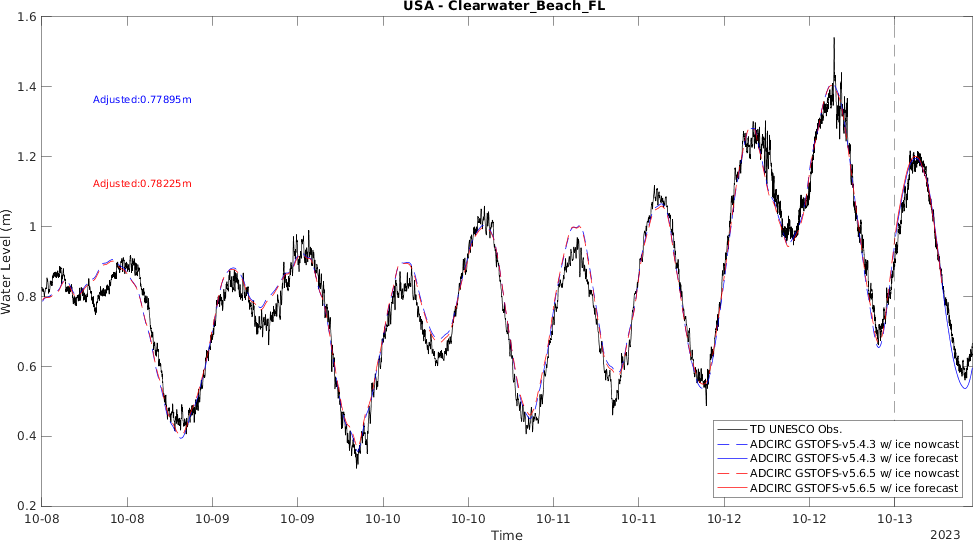 USA - Clearwater_Beach_FL
1.6
1.4
1.2
1
0.8
0.6
0.4
0.2
Water Level (m)
Adjusted:0.77895m
Adjusted:0.78225m
TD UNESCO Obs.
ADCIRC GSTOFS-v5.4.3 w/ ice nowcast
ADCIRC GSTOFS-v5.4.3 w/ ice forecast
ADCIRC GSTOFS-v5.6.5 w/ ice nowcast
ADCIRC GSTOFS-v5.6.5 w/ ice forecast
10-08 10-08 10-09 10-09 10-10 10-10 10-11 10-11 10-12 10-12 10-13
Time
2023